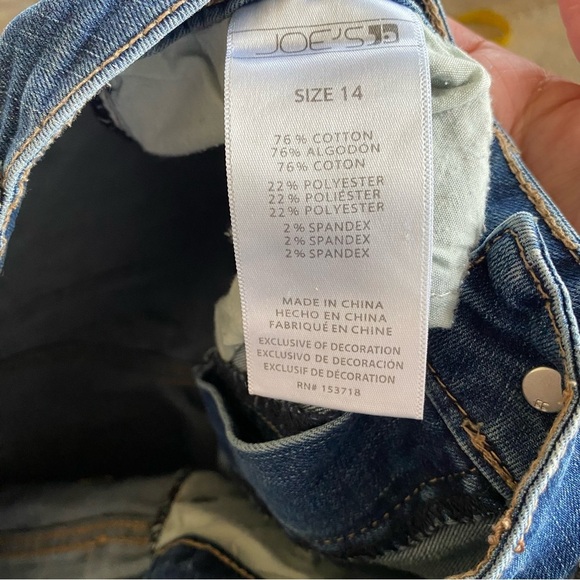 JOE'S
SIZE 14
76% COTTON
76% ALGODÓN
76% COTON
22% POLYESTER
22% POLIÉSTER
22% POLYESTER
2% SPANDEX
2% SPANDEX
2% SPANDEX
MADE IN CHINA
HECHO EN CHINA
FABRIQUÉ EN CHINE
EXCLUSIVE OF DECORATION
EXCLUSIVO DE DECORACIÓN
EXCLUSIF DE DÉCORATION
RN# 153718